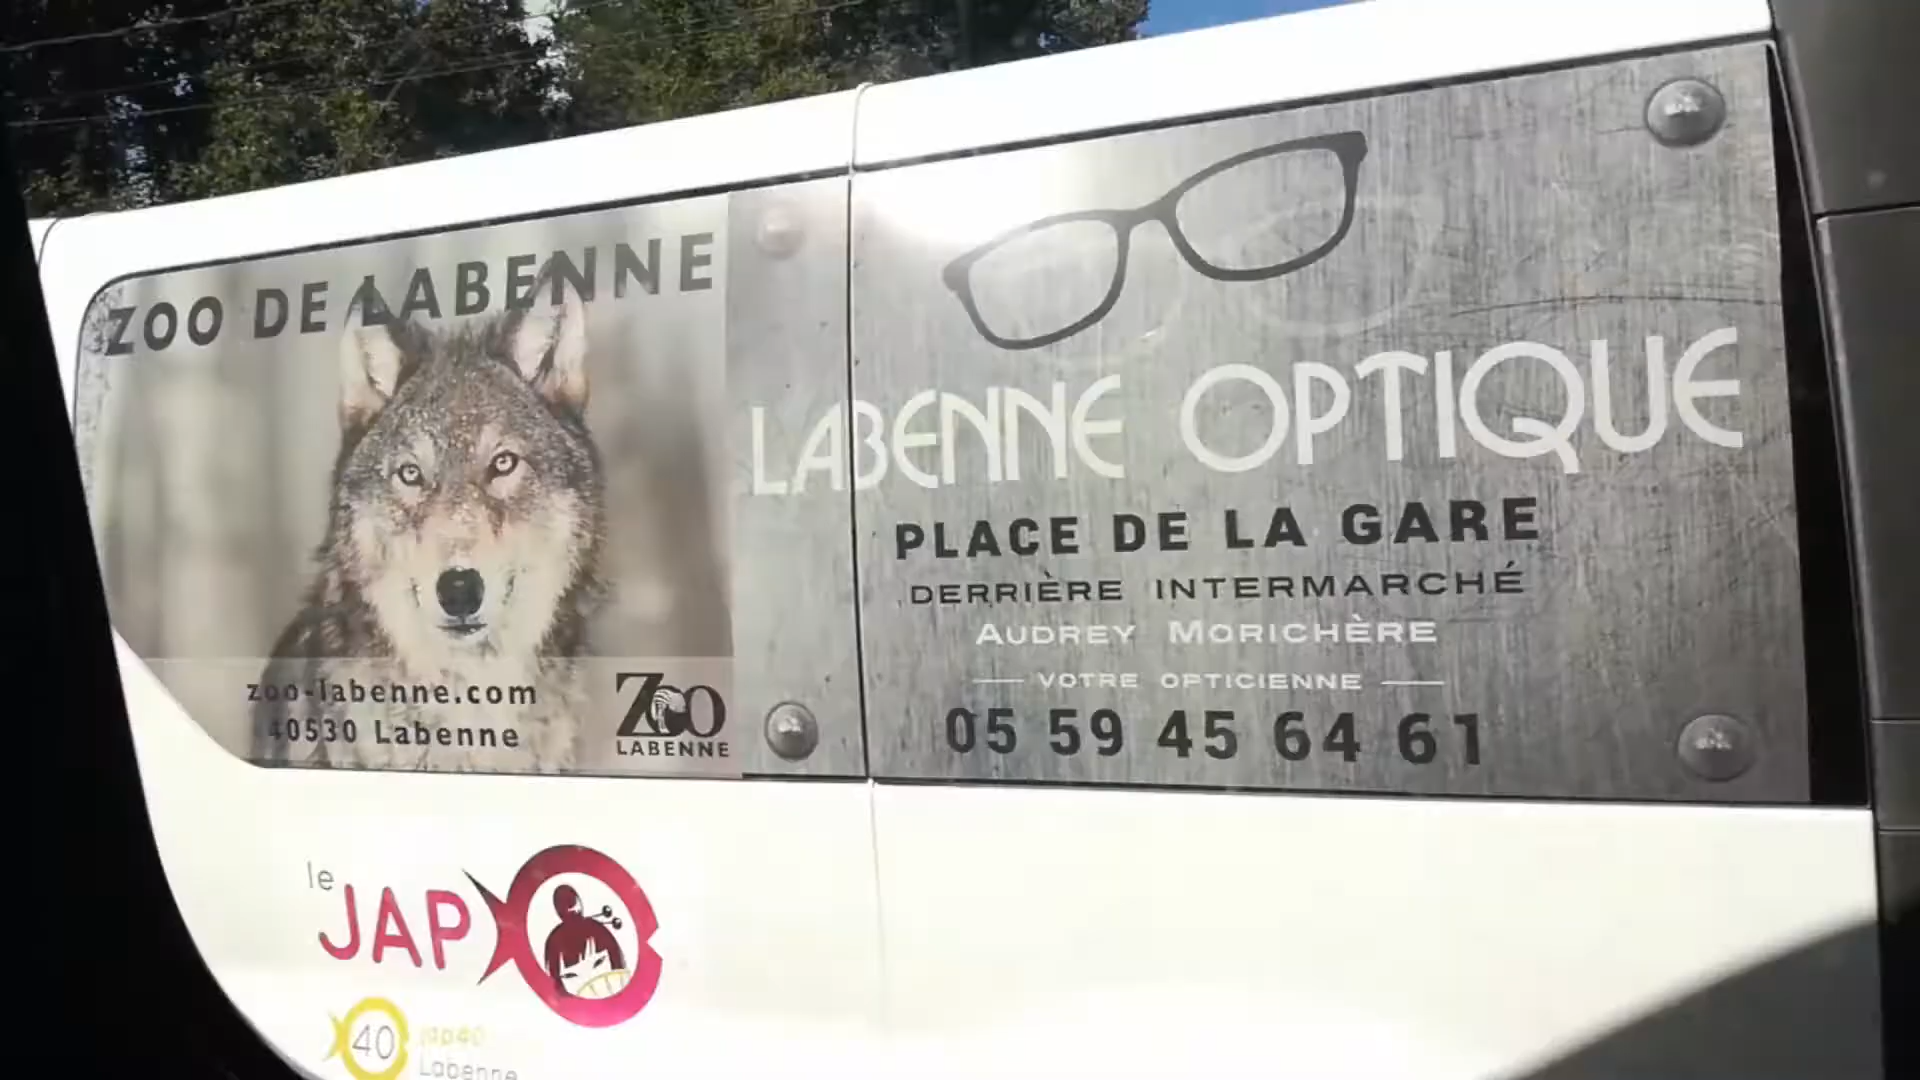 ZOO DE LABENNE
zoo-labenne.com
40530 Labenne
ZOO
LABENNE
LABENNE OPTIQUE
PLACE DE LA GARE
DERRIÈRE INTERMARCHÉ
AUDREY MORICHÈRE
VOTRE OPTICIENNE
05 59 45 64 61
le
JAP
40
jap40
Labenne